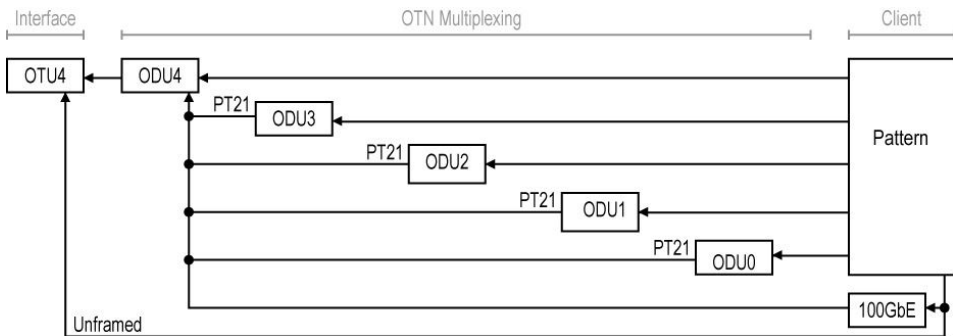 Interface OTN Multiplexing Client
OTU4 ODU4
PT21 ODU3
Pattern
PT21 ODU2
PT21 ODU1
PT21 ODU0
100GbE
Unframed